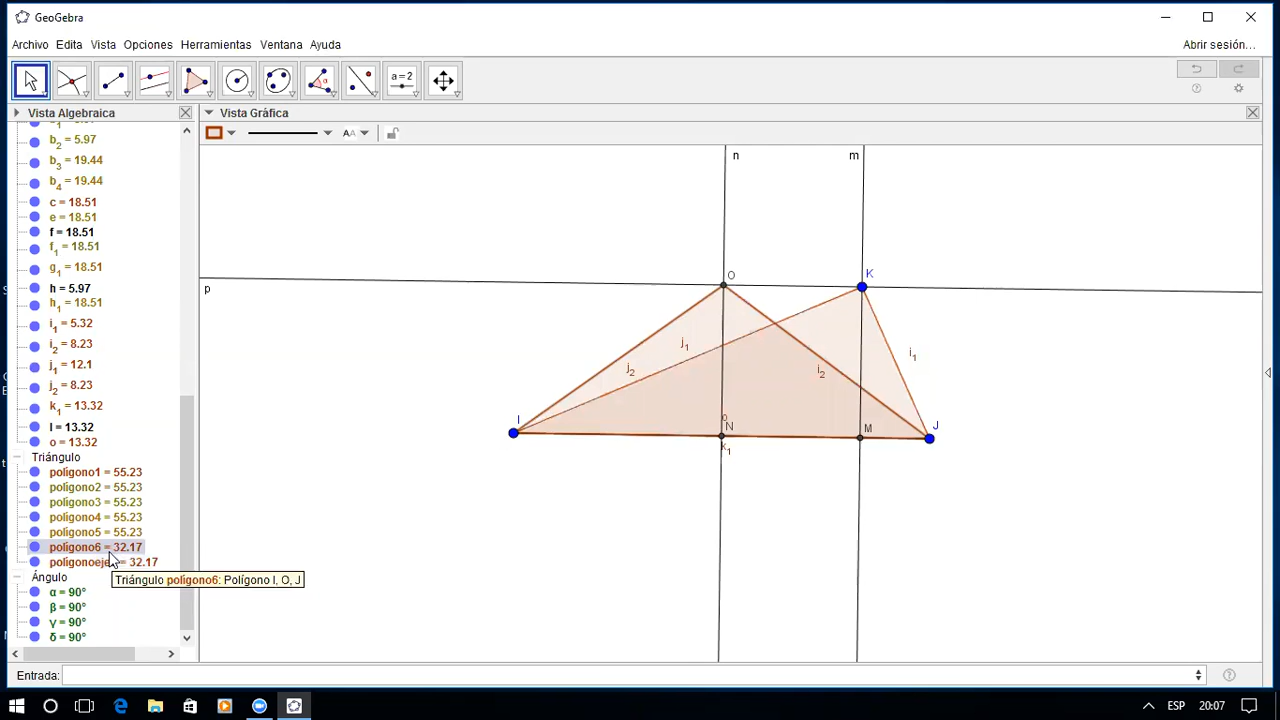 GeoGebra
Archivo Edita Vista Opciones Herramientas Ventana Ayuda
Abrir sesión...
a=2
Vista Algebraica
Vista Gráfica
AA
b₂ = 5.97
b₃ = 19.44
b₄ = 19.44
c = 18.51
e = 18.51
f = 18.51
f₁ = 18.51
g₁ = 18.51
h = 5.97
h₁ = 18.51
i₁ = 5.32
i₂ = 8.23
j₁ = 12.1
j₂ = 8.23
k₁ = 13.32
l = 13.32
o = 13.32
Triángulo
polígono1 = 55.23
polígono2 = 55.23
polígono3 = 55.23
polígono4 = 55.23
polígono5 = 55.23
polígono6 = 32.17
= 32.17
Triángulo polígono6: Polígono I, O, J
Ángulo
α = 90°
β = 90°
γ = 90°
δ = 90°
n
m
p
O
K
j₁
i₁
j₂
i₂
I
J
o
N
M
k₁
Entrada:
ESP
20:07